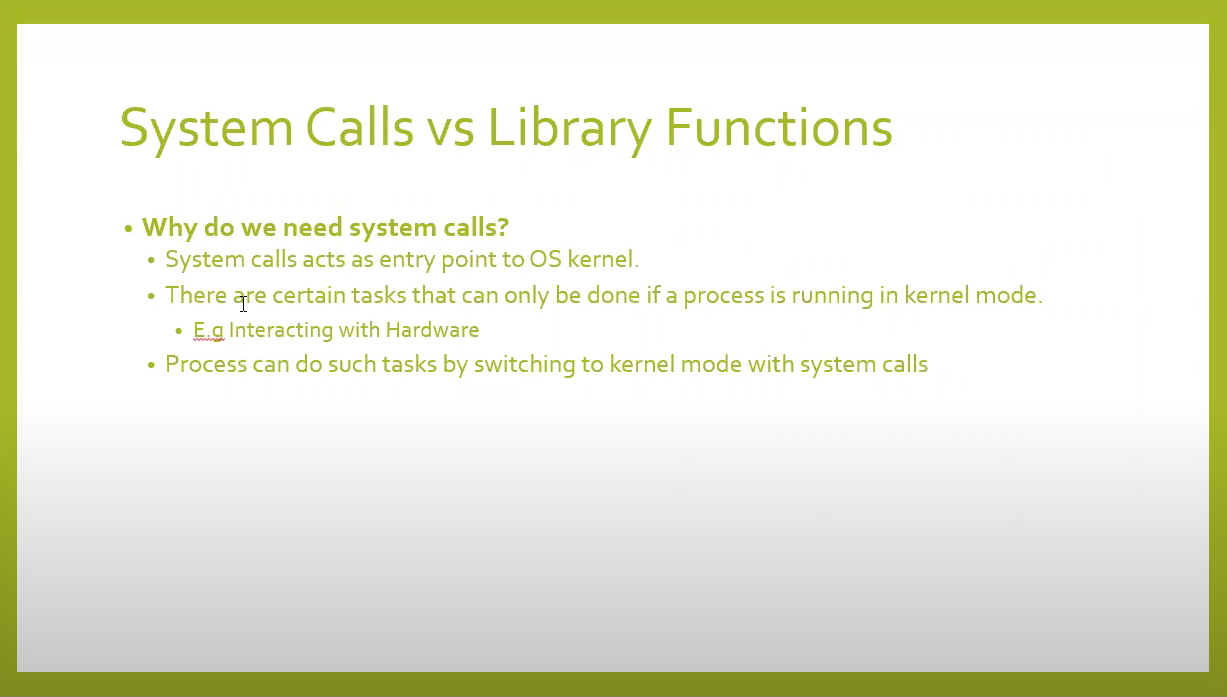 System Calls vs Library Functions
• Why do we need system calls?
• System calls acts as entry point to OS kernel.
• There are certain tasks that can only be done if a process is running in kernel mode.
• E.g Interacting with Hardware
• Process can do such tasks by switching to kernel mode with system calls